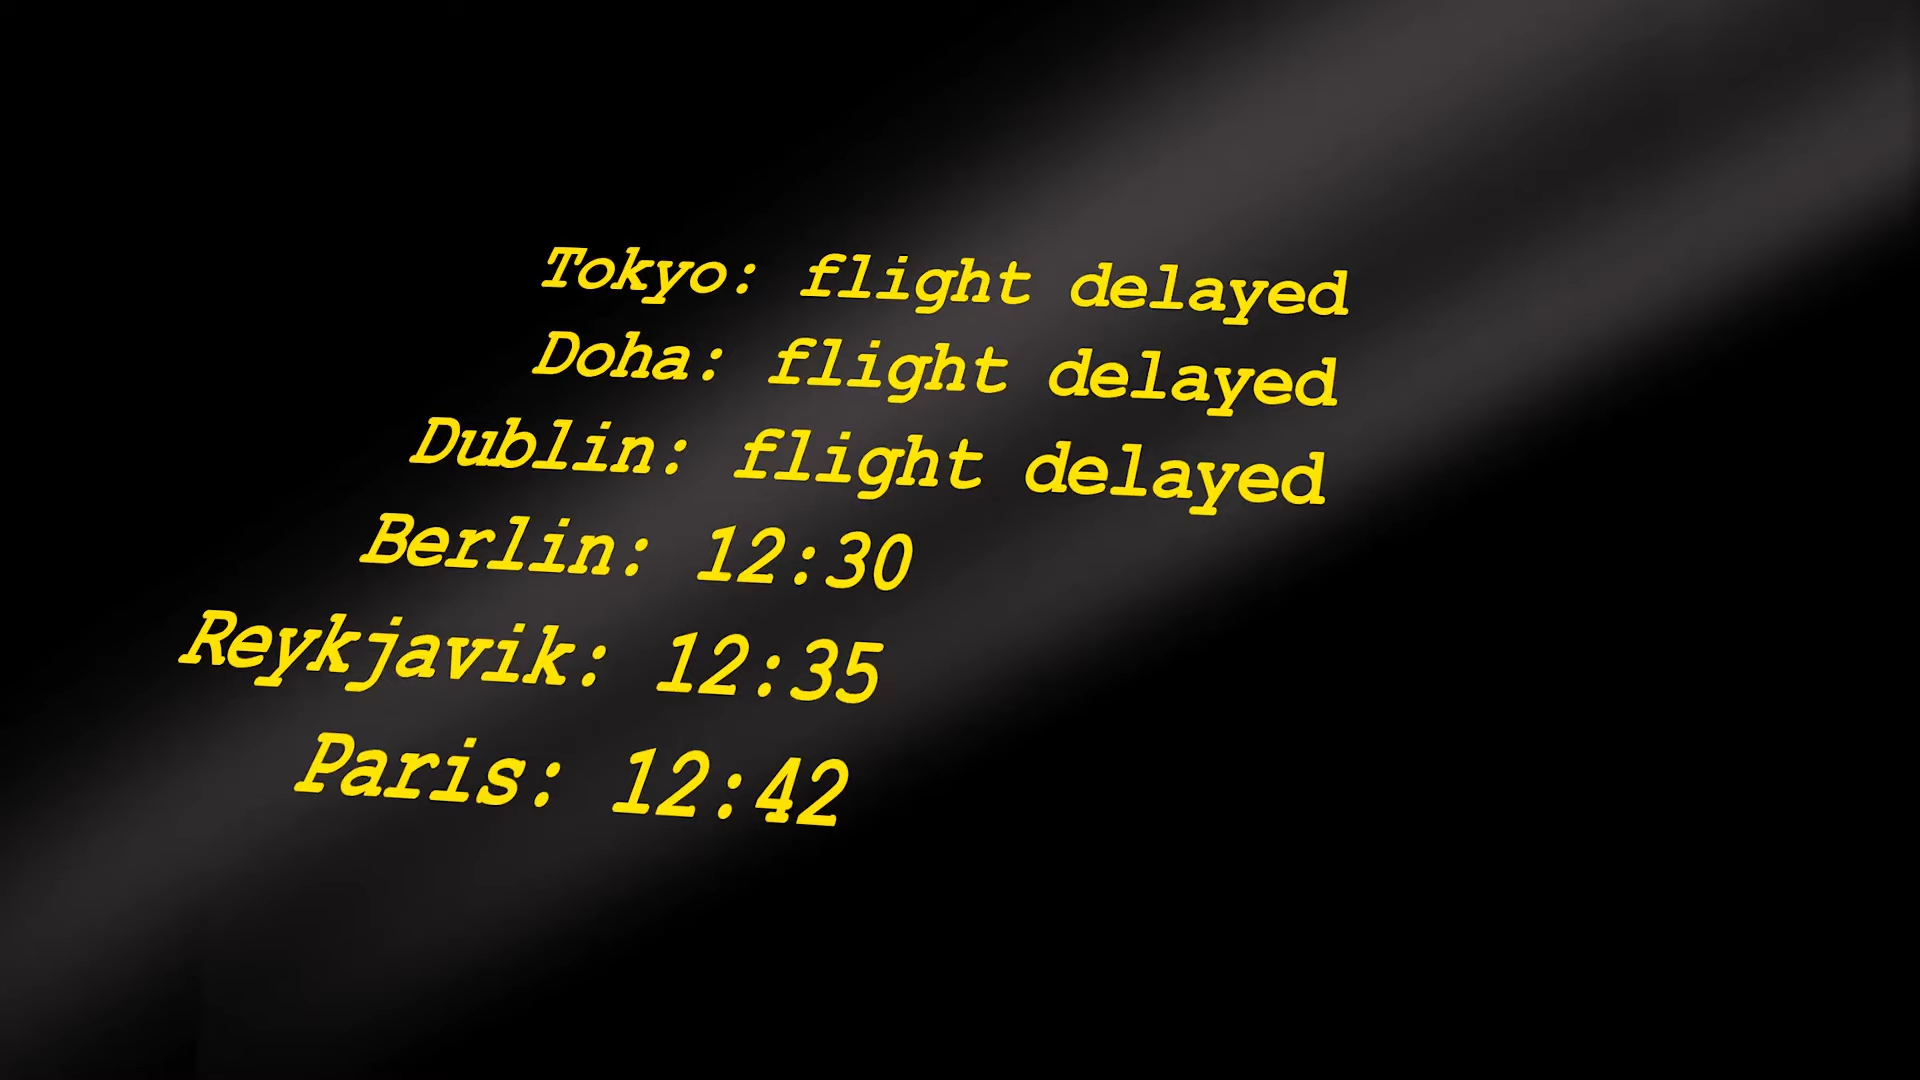 Tokyo: flight delayed
Doha: flight delayed
Dublin: flight delayed
Berlin: 12:30
Reykjavik: 12:35
Paris: 12:42